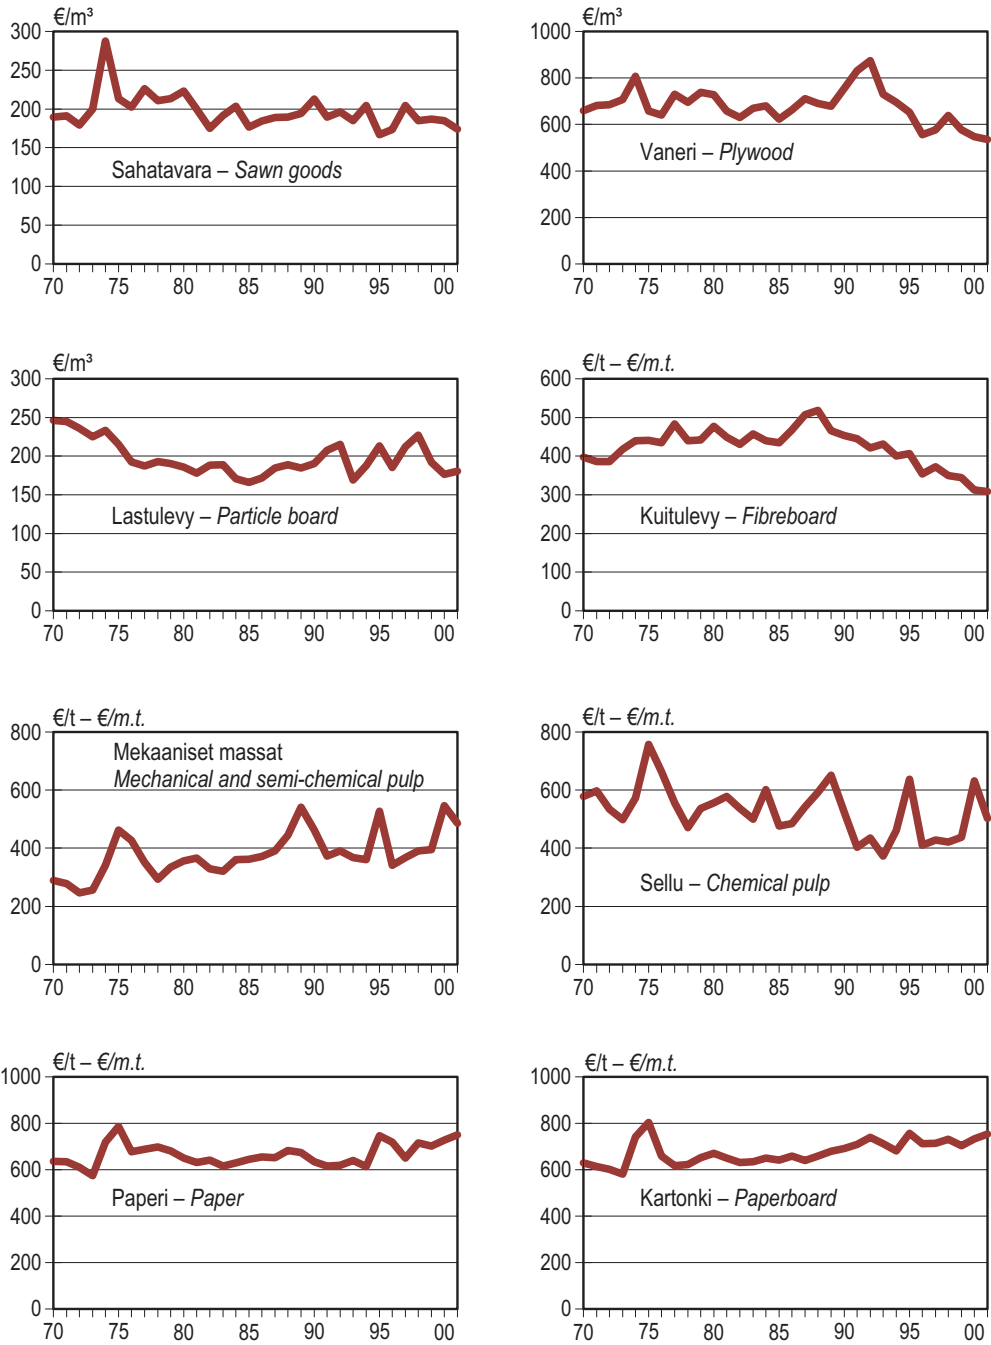 €/m³
300
250
200
150
100
50
0
Sahatavara – Sawn goods
70 75 80 85 90 95 00
€/m³
1000
800
600
400
200
0
Vaneri – Plywood
70 75 80 85 90 95 00
€/m³
300
250
200
150
100
50
0
Lastulevy – Particle board
70 75 80 85 90 95 00
€/t – €/m.t.
600
500
400
300
200
100
0
Kuitulevy – Fibreboard
70 75 80 85 90 95 00
€/t – €/m.t.
800
600
400
200
0
Mekaaniset massat
Mechanical and semi-chemical pulp
70 75 80 85 90 95 00
€/t – €/m.t.
800
600
400
200
0
Sellu – Chemical pulp
70 75 80 85 90 95 00
€/t – €/m.t.
1000
800
600
400
200
0
Paperi – Paper
70 75 80 85 90 95 00
€/t – €/m.t.
1000
800
600
400
200
0
Kartonki – Paperboard
70 75 80 85 90 95 00